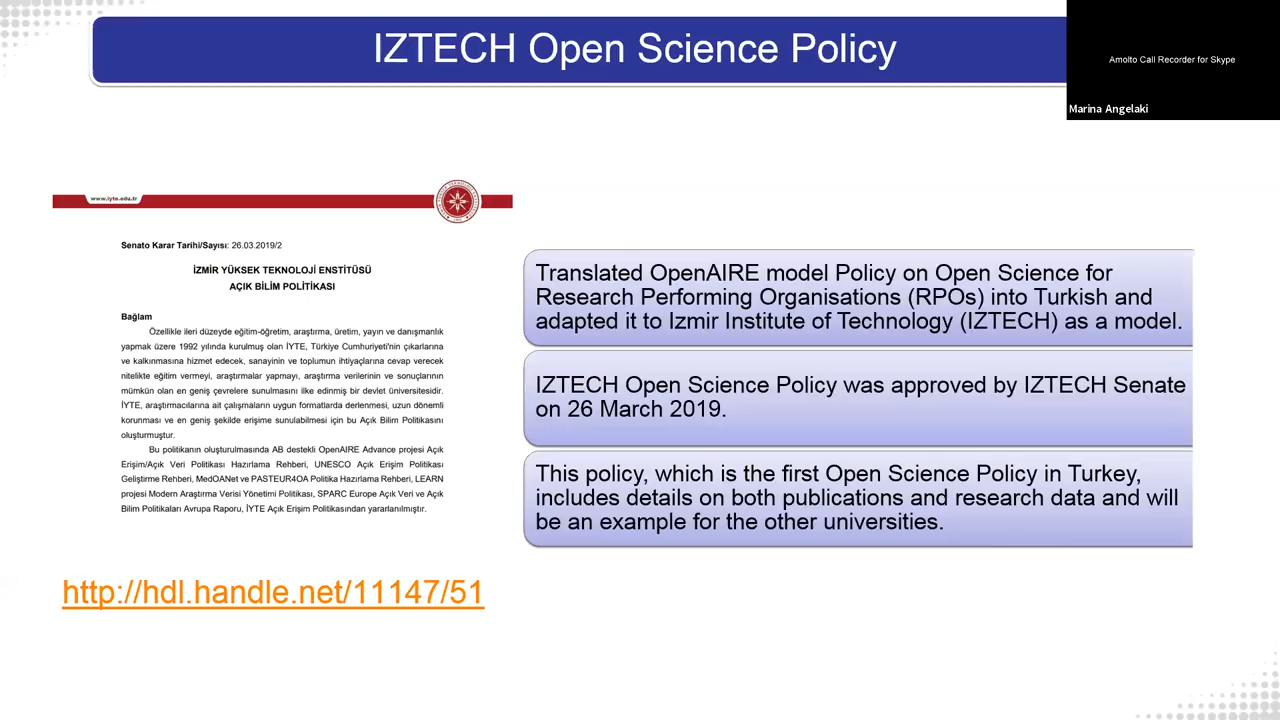 IZTECH Open Science Policy
Amolto Call Recorder for Skype
Marina Angelaki
www.iyte.edu.tr
Senato Karar Tarihi/Sayısı: 26.03.2019/2
İZMİR YÜKSEK TEKNOLOJİ ENSTİTÜSÜ
AÇIK BİLİM POLİTİKASI
Bağlam
Özellikle ileri düzeyde eğitim-öğretim, araştırma, üretim, yayın ve danışmanlık
yapmak üzere 1992 yılında kurulmuş olan İYTE, Türkiye Cumhuriyeti'nin çıkarlarına
ve kalkınmasına hizmet edecek, sanayinin ve toplumun ihtiyaçlarına cevap verecek
nitelikte eğitim vermeyi, araştırmalar yapmayı, araştırma verilerinin ve sonuçlarının
mümkün olan en geniş çevrelere sunulmasını ilke edinmiş bir devlet üniversitesidir.
İYTE, araştırmacılarına ait çalışmaların uygun formatlarda derlenmesi, uzun dönemli
korunması ve en geniş şekilde erişime sunulabilmesi için bu Açık Bilim Politikasını
oluşturmuştur.
Bu politikanın oluşturulmasında AB destekli OpenAIRE Advance projesi Açık
Erişim/Açık Veri Politikası Hazırlama Rehberi, UNESCO Açık Erişim Politikası
Geliştirme Rehberi, MedOANet ve PASTEUR4OA Politika Hazırlama Rehberi, LEARN
projesi Modern Araştırma Verisi Yönetimi Politikası, SPARC Europe Açık Veri ve Açık
Bilim Politikaları Avrupa Raporu, İYTE Açık Erişim Politikasından yararlanılmıştır.
http://hdl.handle.net/11147/51
Translated OpenAIRE model Policy on Open Science for
Research Performing Organisations (RPOs) into Turkish and
adapted it to Izmir Institute of Technology (IZTECH) as a model.
IZTECH Open Science Policy was approved by IZTECH Senate
on 26 March 2019.
This policy, which is the first Open Science Policy in Turkey,
includes details on both publications and research data and will
be an example for the other universities.